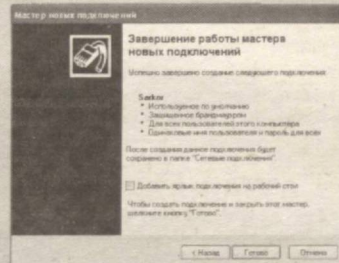 Мастер новых подключений
Завершение работы мастера
новых подключений
Успешно завершено создание следующего подключения:
* Используемое по умолчанию
* Защищенное брандмауэром
* Для всех пользователей этого компьютера
* Одинаковые имя пользователя и пароль для всех
После создания данное подключение будет
сохранено в папке "Сетевые подключения".
Добавить ярлык подключения на рабочий стол
Чтобы создать подключение и закрыть этот мастер,
щелкните кнопку "Готово".
< Назад Готово Отмена